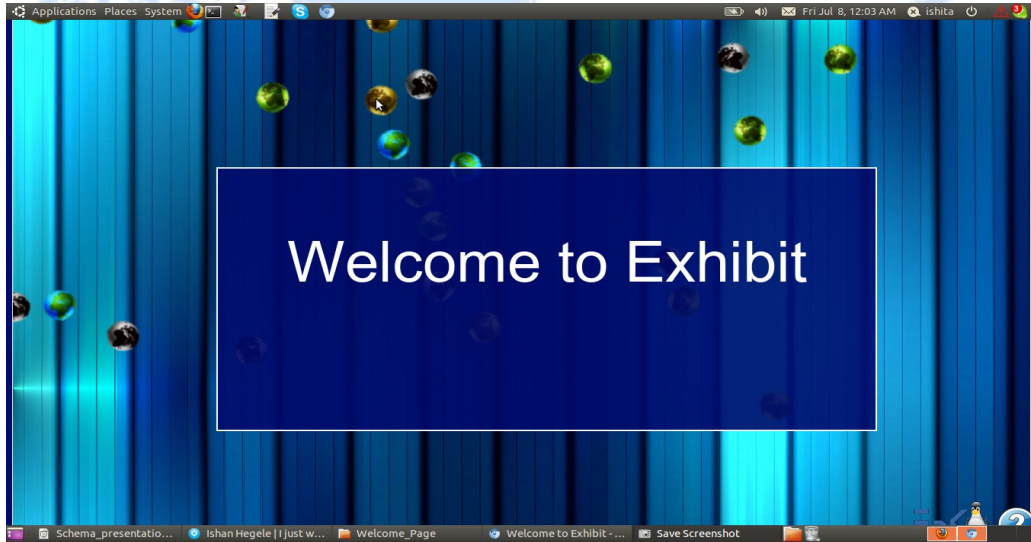 Applications Places System Fri Jul 8, 12:03 AM ishita 3
Welcome to Exhibit
Schema_presentatio... Ishan Hegele | I just w... Welcome_Page Welcome to Exhibit - ... Save Screenshot